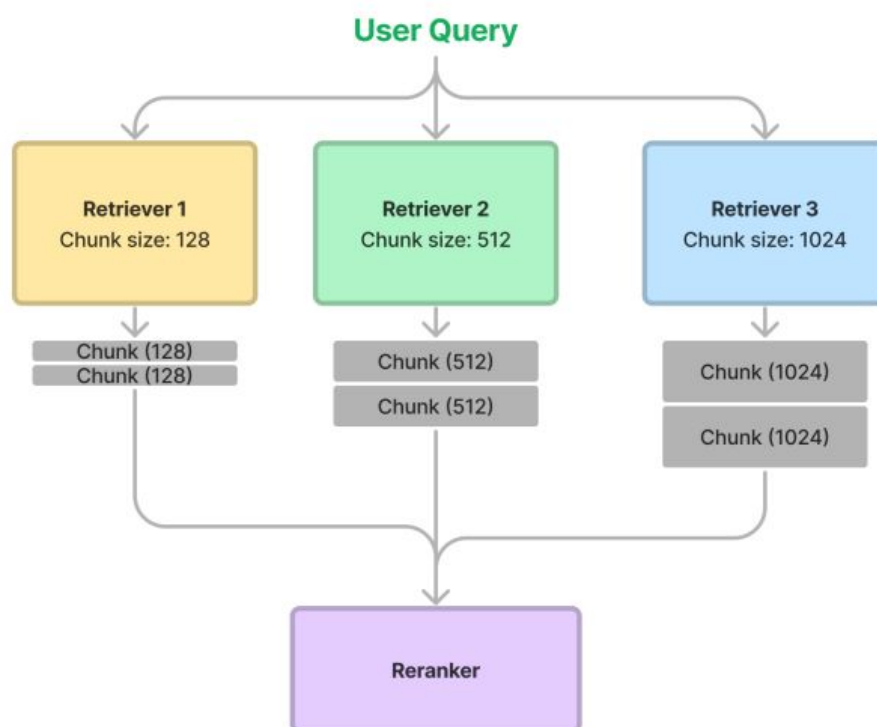 User Query
Retriever 1
Chunk size: 128
Retriever 2
Chunk size: 512
Retriever 3
Chunk size: 1024
Chunk (128)
Chunk (128)
Chunk (512)
Chunk (512)
Chunk (1024)
Chunk (1024)
Reranker